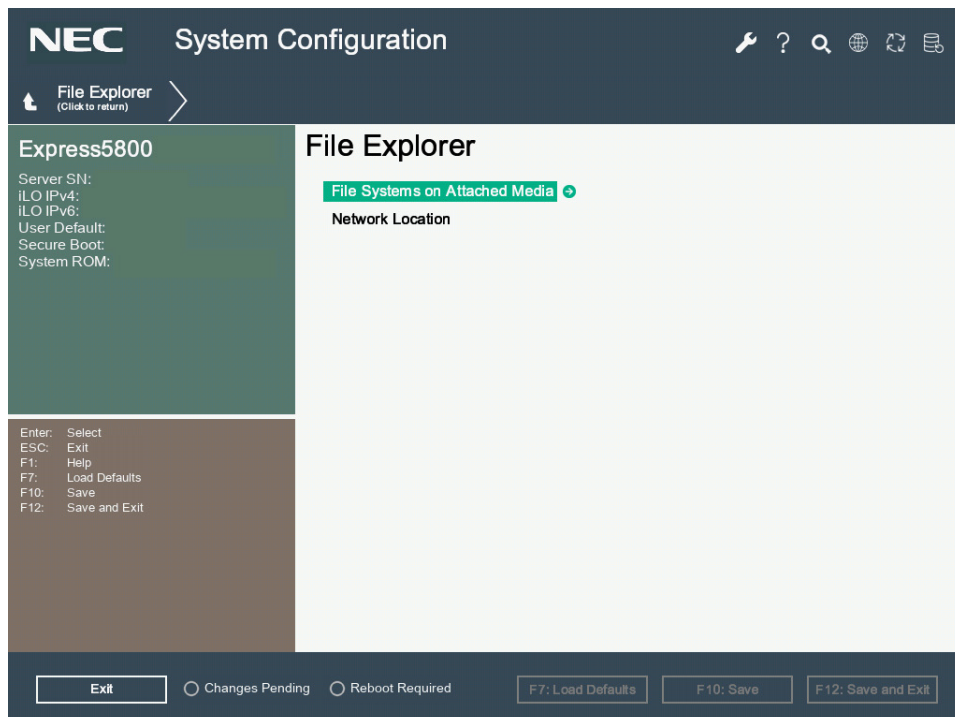 NEC System Configuration
?
File Explorer
(Click to return)
Express5800
Server SN:
iLO IPv4:
iLO IPv6:
User Default:
Secure Boot:
System ROM:
File Explorer
File Systems on Attached Media
Network Location
Enter: Select
ESC: Exit
F1: Help
F7: Load Defaults
F10: Save
F12: Save and Exit
Exit Changes Pending Reboot Required F7: Load Defaults F10: Save F12: Save and Exit